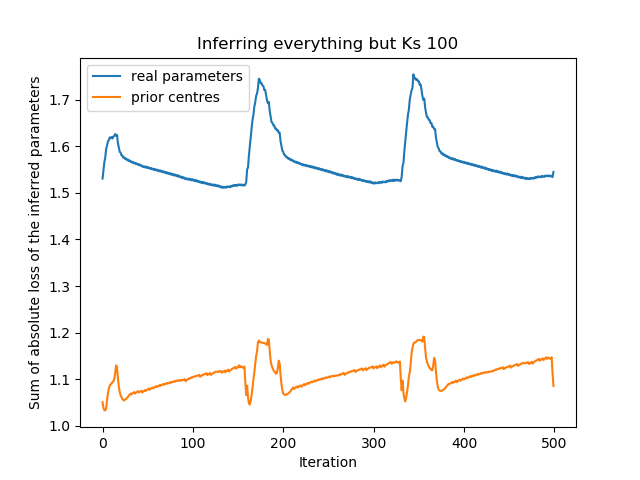 Inferring everything but Ks 100
real parameters
prior centres
Sum of absolute loss of the inferred parameters
1.7
1.6
1.5
1.4
1.3
1.2
1.1
1.0
0 100 200 300 400 500
Iteration